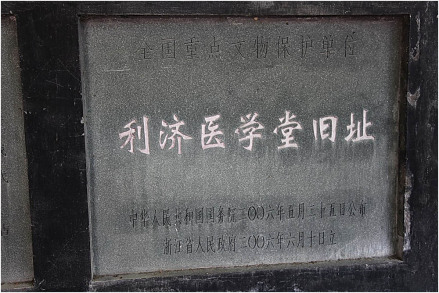 全国重点文物保护单位
利济医学堂旧址
中华人民共和国国务院二〇〇六年五月二十五日公布
浙江省人民政府二〇〇六年六月十日立